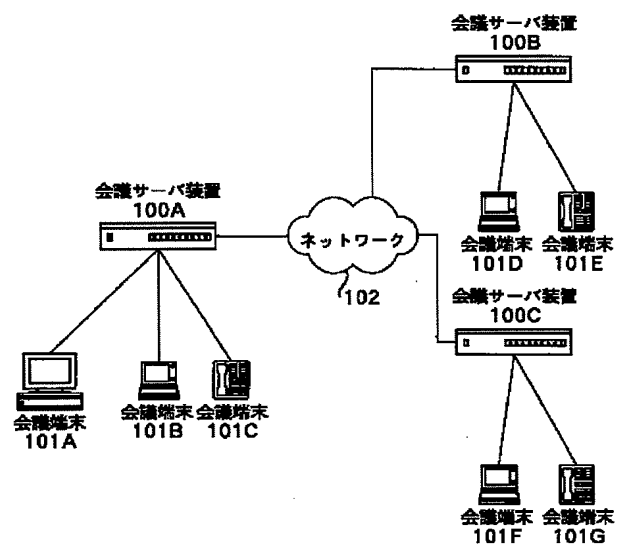 会議サーバ装置
100B
会議サーバ装置
100A
ネットワーク
102
会議端末
101D
会議端末
101E
会議サーバ装置
100C
会議端末
101A
会議端末
101B
会議端末
101C
会議端末
101F
会議端末
101G